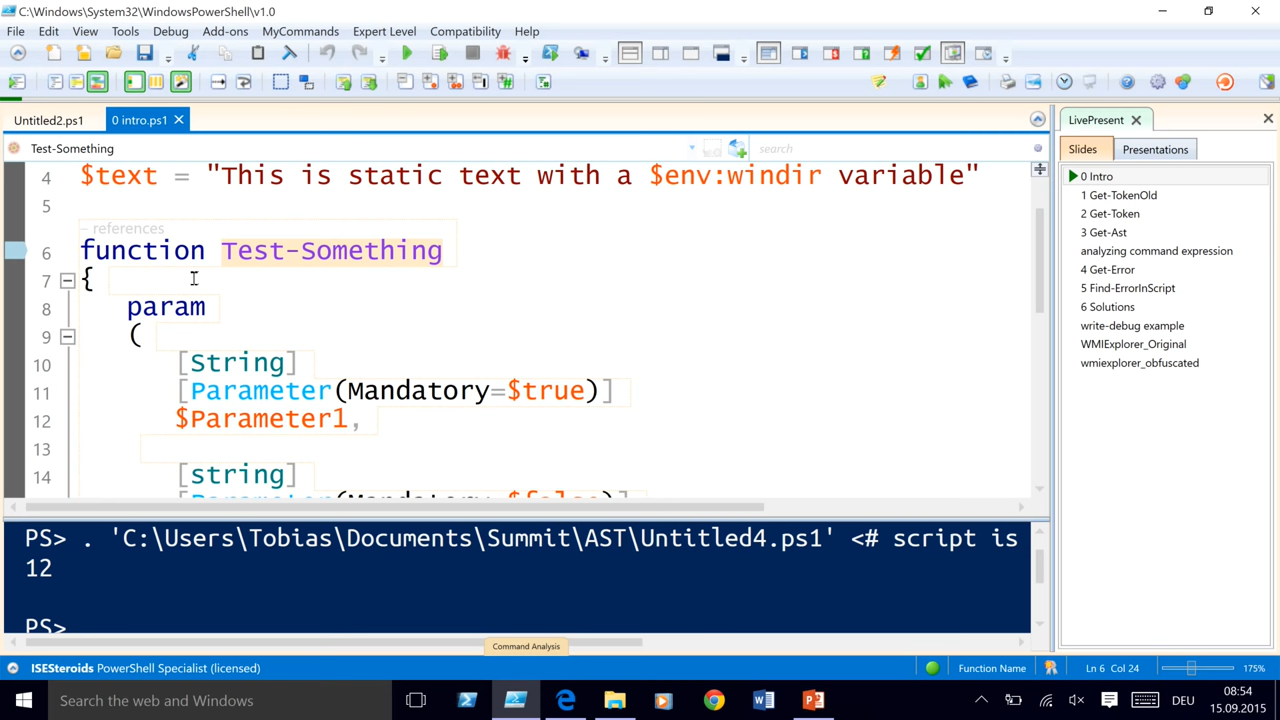 C:\Windows\System32\WindowsPowerShell\v1.0
File Edit View Tools Debug Add-ons MyCommands Expert Level Compatibility Help
Untitled2.ps1 0 intro.ps1
Test-Something
search
4 $text = "This is static text with a $env:windir variable"
5
– references
6 function Test-Something
7 {
8 param
9 (
10 [String]
11 [Parameter(Mandatory=$true)]
12 $Parameter1,
13
14 [string]
[Parameter(Mandatory=$false)]
PS> . 'C:\Users\Tobias\Documents\Summit\AST\Untitled4.ps1' <# script is
12
PS>
Command Analysis
LivePresent
Slides Presentations
0 Intro
1 Get-TokenOld
2 Get-Token
3 Get-Ast
analyzing command expression
4 Get-Error
5 Find-ErrorInScript
6 Solutions
write-debug example
WMIExplorer_Original
wmiexplorer_obfuscated
ISESteroids PowerShell Specialist (licensed)
Function Name
Ln 6 Col 24
175%
Search the web and Windows
DEU
08:54
15.09.2015